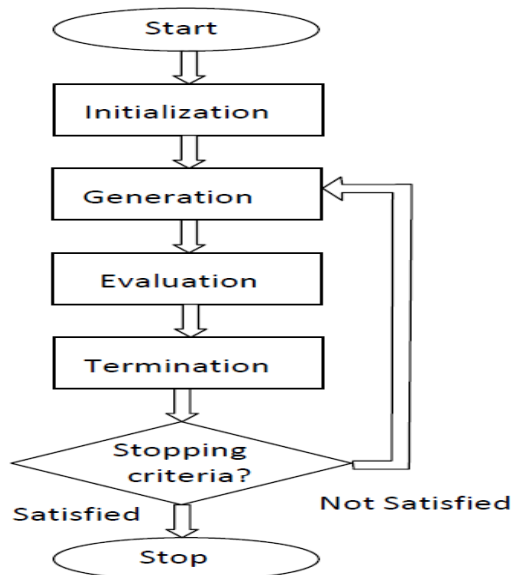 Start
Initialization
Generation
Evaluation
Termination
Stopping
criteria?
Not Satisfied
Satisfied
Stop